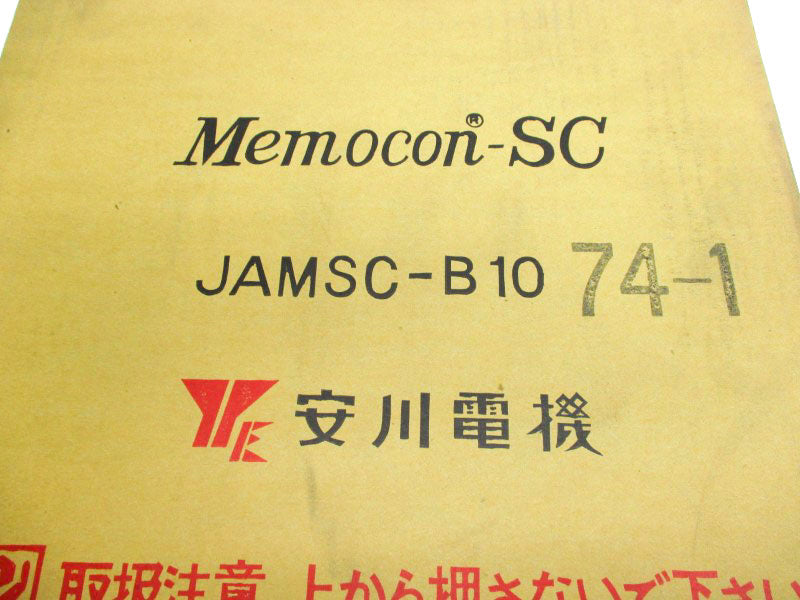 Memocon®-SC
JAMSC-B10 74-1
YE 安川電機
取扱注意 上から押さないで下さい